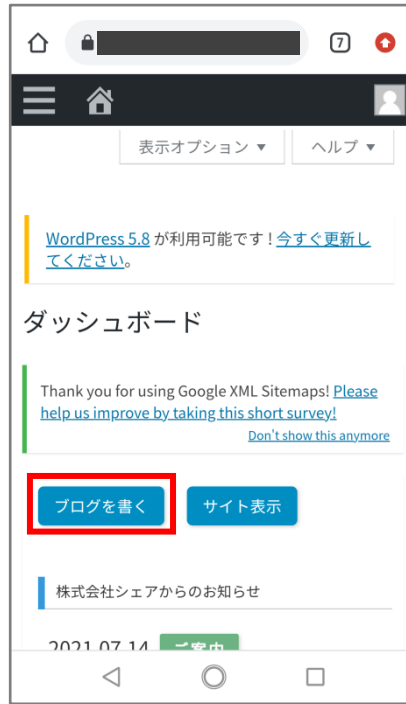 7
表示オプション ▼ ヘルプ ▼
WordPress 5.8 が利用可能です ! 今すぐ更新し
てください。
ダッシュボード
Thank you for using Google XML Sitemaps! Please
help us improve by taking this short survey!
Don't show this anymore
ブログを書く サイト表示
株式会社シェアからのお知らせ
2021.07.14 ご案内